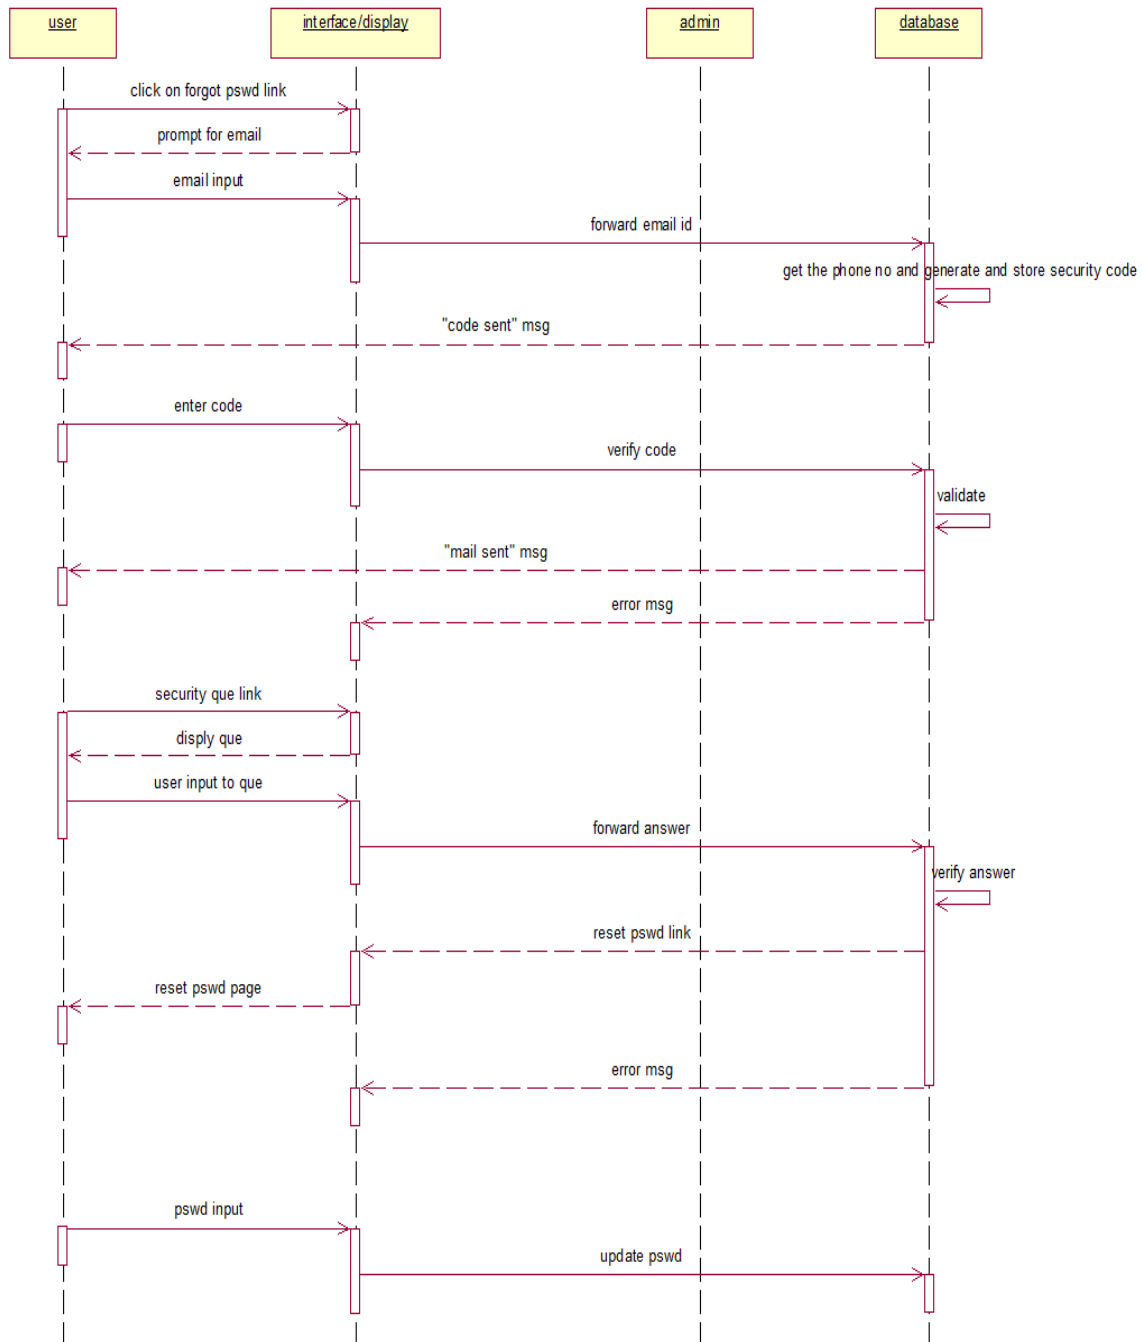 user
interface/display
admin
database
click on forgot pswd link
prompt for email
email input
forward email id
get the phone no and generate and store security code
"code sent" msg
enter code
verify code
validate
"mail sent" msg
error msg
security que link
disply que
user input to que
forward answer
verify answer
reset pswd link
reset pswd page
error msg
pswd input
update pswd